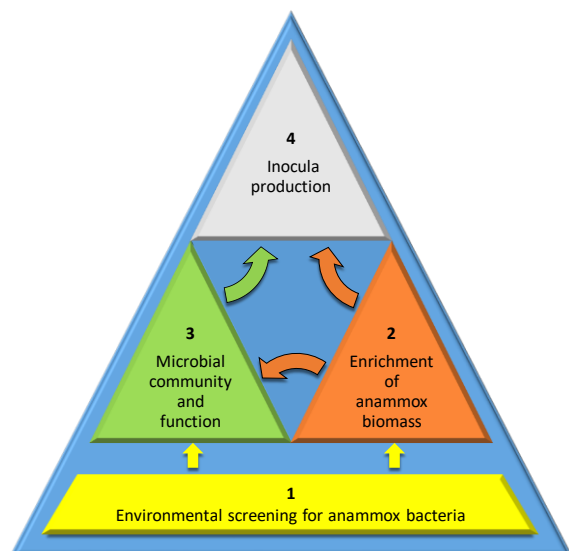 4
Inocula
production
3
Microbial
community
and
function
2
Enrichment
of
anammox
biomass
1
Environmental screening for anammox bacteria